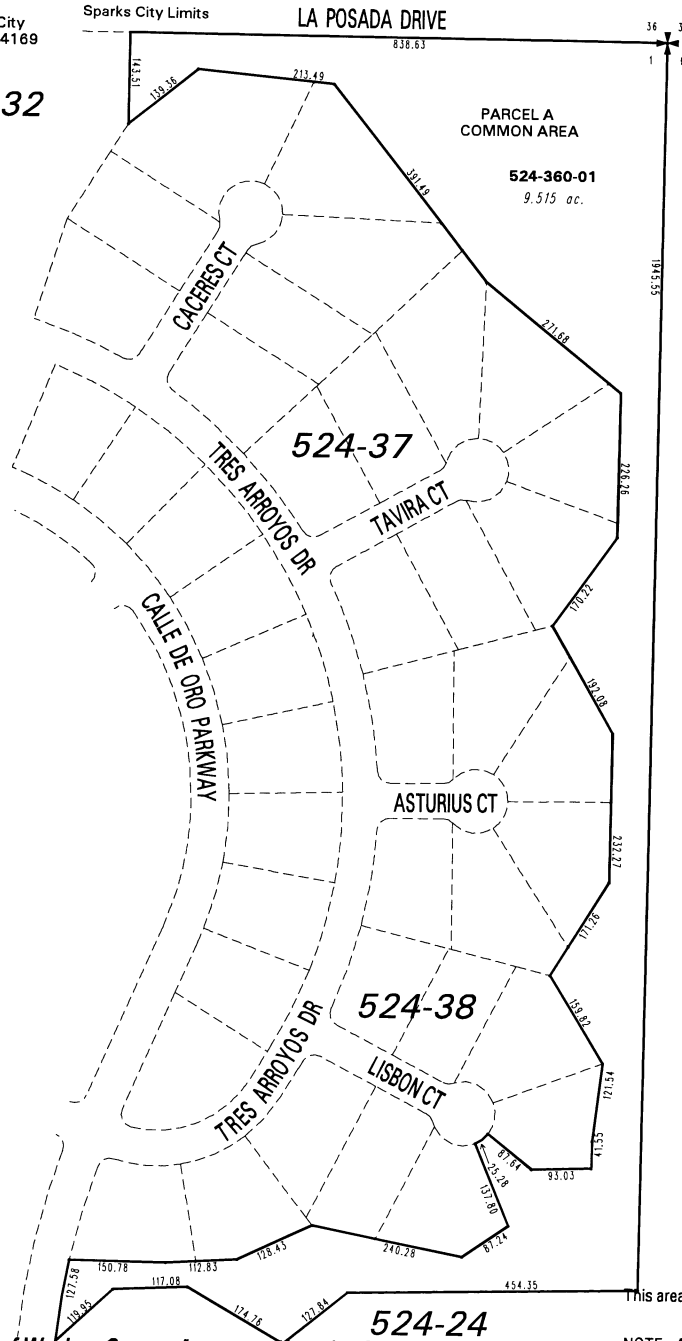 City
4169
Sparks City Limits
LA POSADA DRIVE
36
838.63
1
143.51
139.36
213.49
32
PARCEL A
COMMON AREA
524-360-01
9.515 ac.
391.49
1945.55
CACERES CT
271.68
524-37
TRES ARROYOS DR
TAVIRA CT
226.26
170.22
CALLE DE ORO PARKWAY
192.08
ASTURIUS CT
232.27
171.26
524-38
159.82
LISBON CT
121.54
TRES ARROYOS DR
41.55
87.64
93.03
25.28
137.80
87.24
240.28
128.43
112.83
150.78
127.58
119.95
117.08
174.76
127.84
454.35
This area
524-24